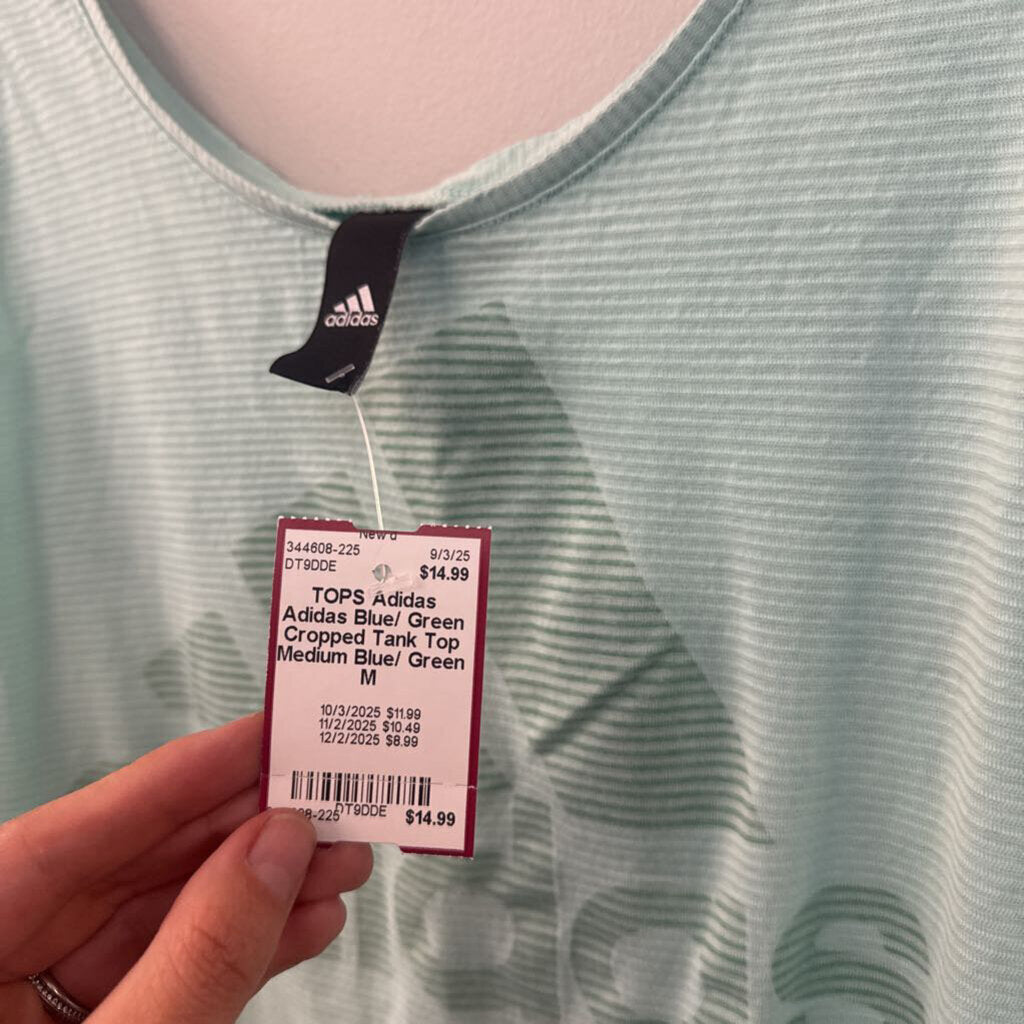 adidas
344608-225 9/3/25
DT9DDE $14.99
TOPS Adidas
Adidas Blue/ Green
Cropped Tank Top
Medium Blue/ Green
M
10/3/2025 $11.99
11/2/2025 $10.49
12/2/2025 $8.99
DT9DDE
$14.99